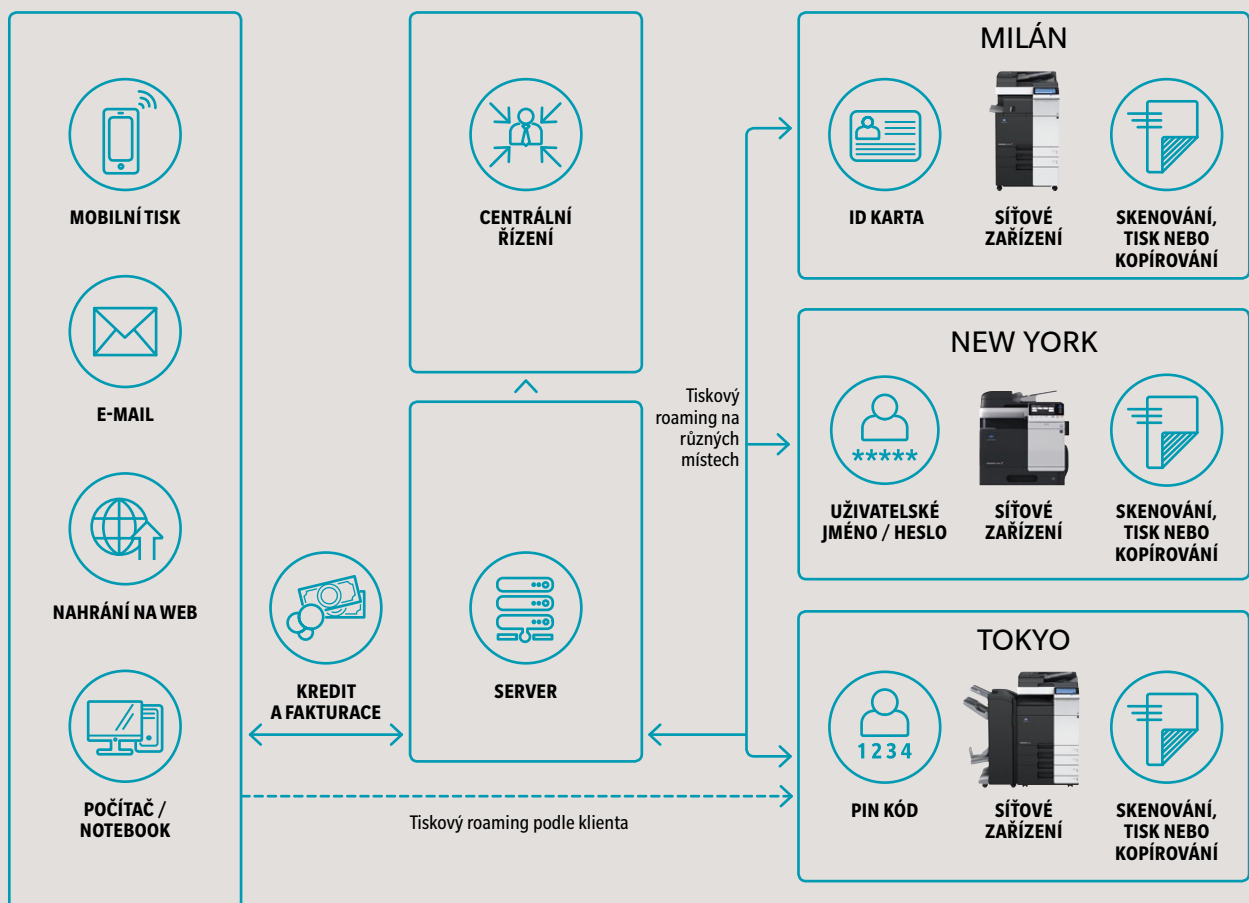 MOBILNÍ TISK
E-MAIL
NAHRÁNÍ NA WEB
POČÍTAČ /
NOTEBOOK
KREDIT
A FAKTURACE
CENTRÁLNÍ
ŘÍZENÍ
SERVER
Tiskový roaming podle klienta
Tiskový
roaming na
různých
místech
MILÁN
ID KARTA
SÍŤOVÉ
ZAŘÍZENÍ
SKENOVÁNÍ,
TISK NEBO
KOPÍROVÁNÍ
NEW YORK
*****
UŽIVATELSKÉ
JMÉNO / HESLO
SÍŤOVÉ
ZAŘÍZENÍ
SKENOVÁNÍ,
TISK NEBO
KOPÍROVÁNÍ
TOKYO
1234
PIN KÓD
SÍŤOVÉ
ZAŘÍZENÍ
SKENOVÁNÍ,
TISK NEBO
KOPÍROVÁNÍ